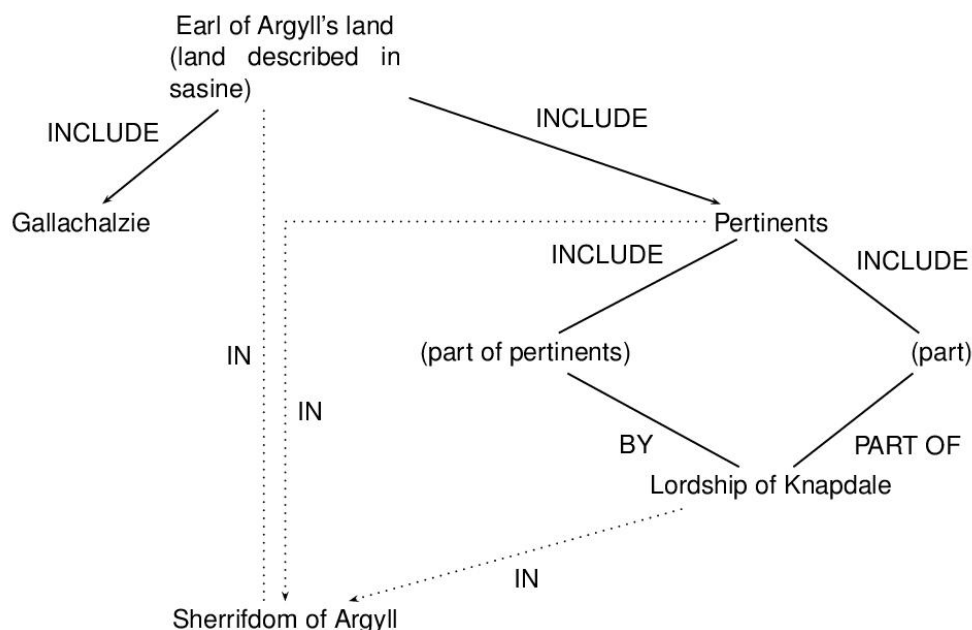 Earl of Argyll's land
(land described in
sasine)
INCLUDE
INCLUDE
Gallachalzie
Pertinents
INCLUDE
INCLUDE
IN
(part of pertinents)
(part)
IN
BY
PART OF
Lordship of Knapdale
IN
Sherrifdom of Argyll